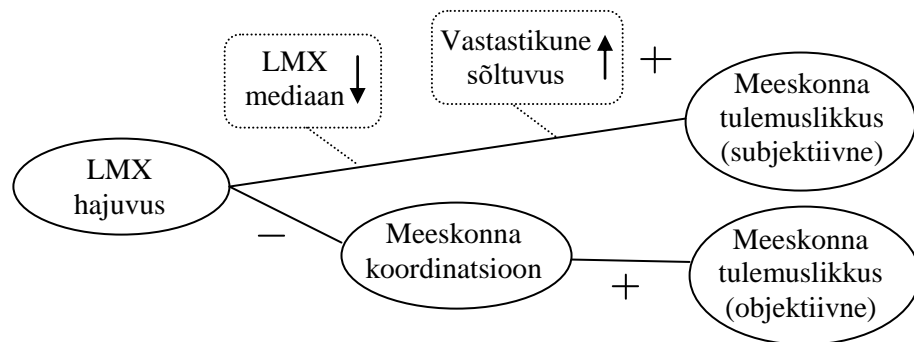 LMX
mediaan
Vastastikune
sõltuvus
+
Meeskonna
tulemuslikkus
(subjektiivne)
LMX
hajuvus
−
Meeskonna
koordinatsioon
+
Meeskonna
tulemuslikkus
(objektiivne)